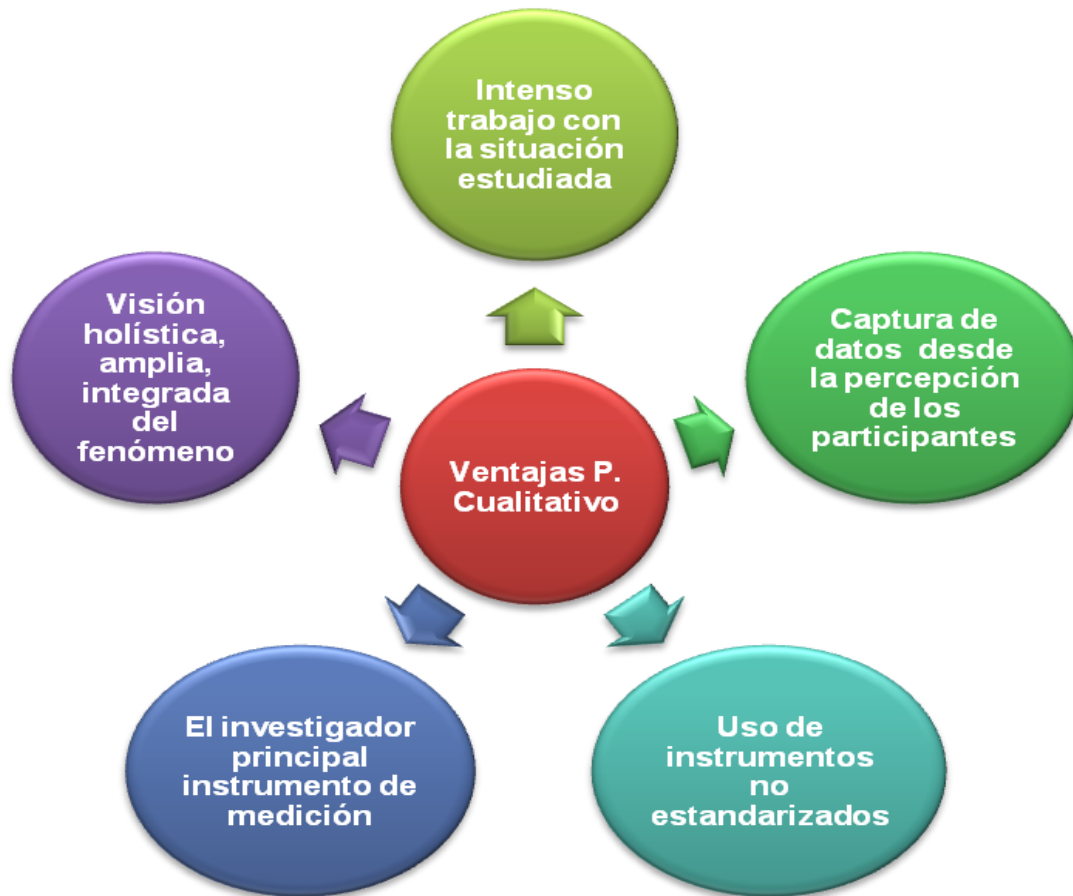 Intenso
trabajo con
la situación
estudiada
Visión
holística,
amplia,
integrada
del
fenómeno
Captura de
datos desde
la percepción
de los
participantes
Ventajas P.
Cualitativo
El investigador
principal
instrumento de
medición
Uso de
instrumentos
no
estandarizados